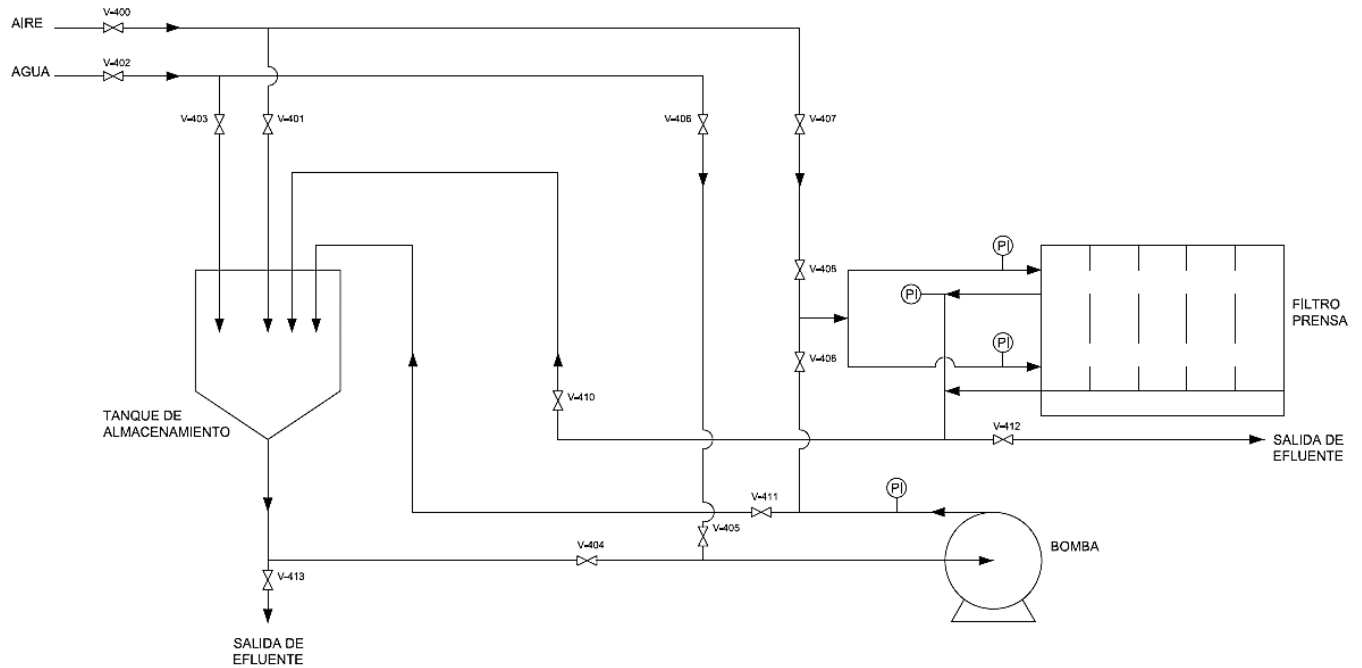 V-400
AIRE
V-402
AGUA
V-403
V-401
V-406
V-407
V-408
PI
PI
FILTRO
PRENSA
PI
V-406
V-410
TANQUE DE
ALMACENAMIENTO
V-412
SALIDA DE
EFLUENTE
PI
V-411
V-405
V-404
BOMBA
V-413
SALIDA DE
EFLUENTE